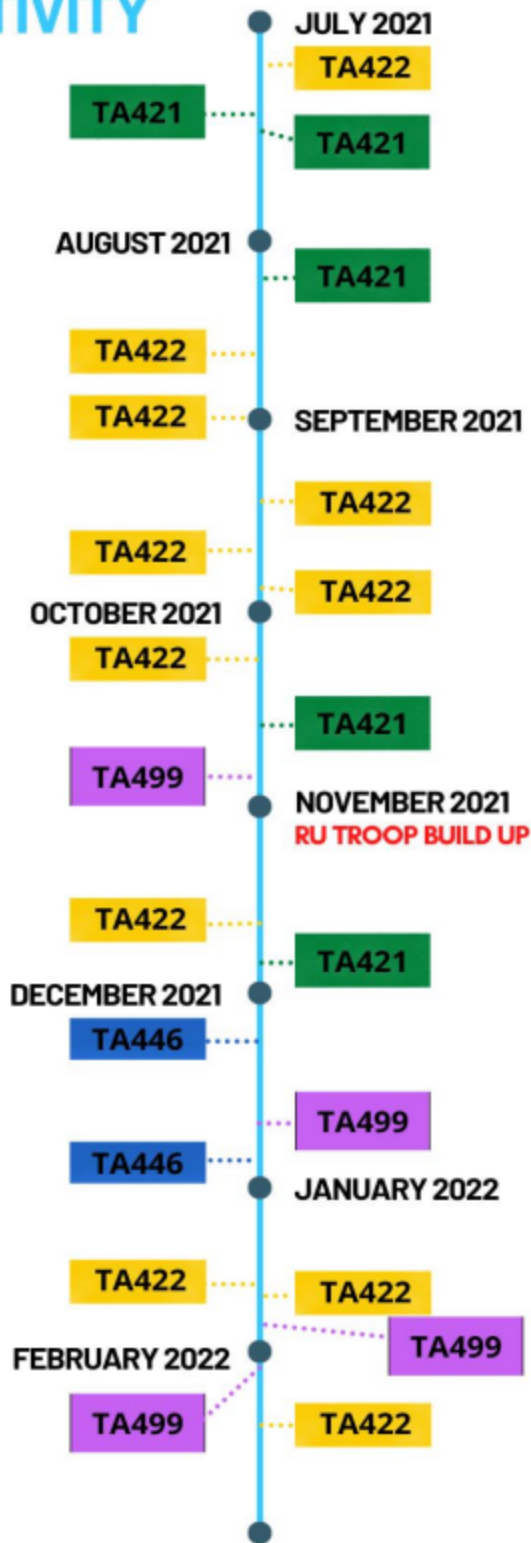 JULY 2021
TA422
TA421
TA421
AUGUST 2021
TA421
TA422
TA422
SEPTEMBER 2021
TA422
TA422
TA422
OCTOBER 2021
TA422
TA421
TA499
NOVEMBER 2021
RU TROOP BUILD UP
TA422
TA421
DECEMBER 2021
TA446
TA499
TA446
JANUARY 2022
TA422
TA422
TA499
FEBRUARY 2022
TA499
TA422